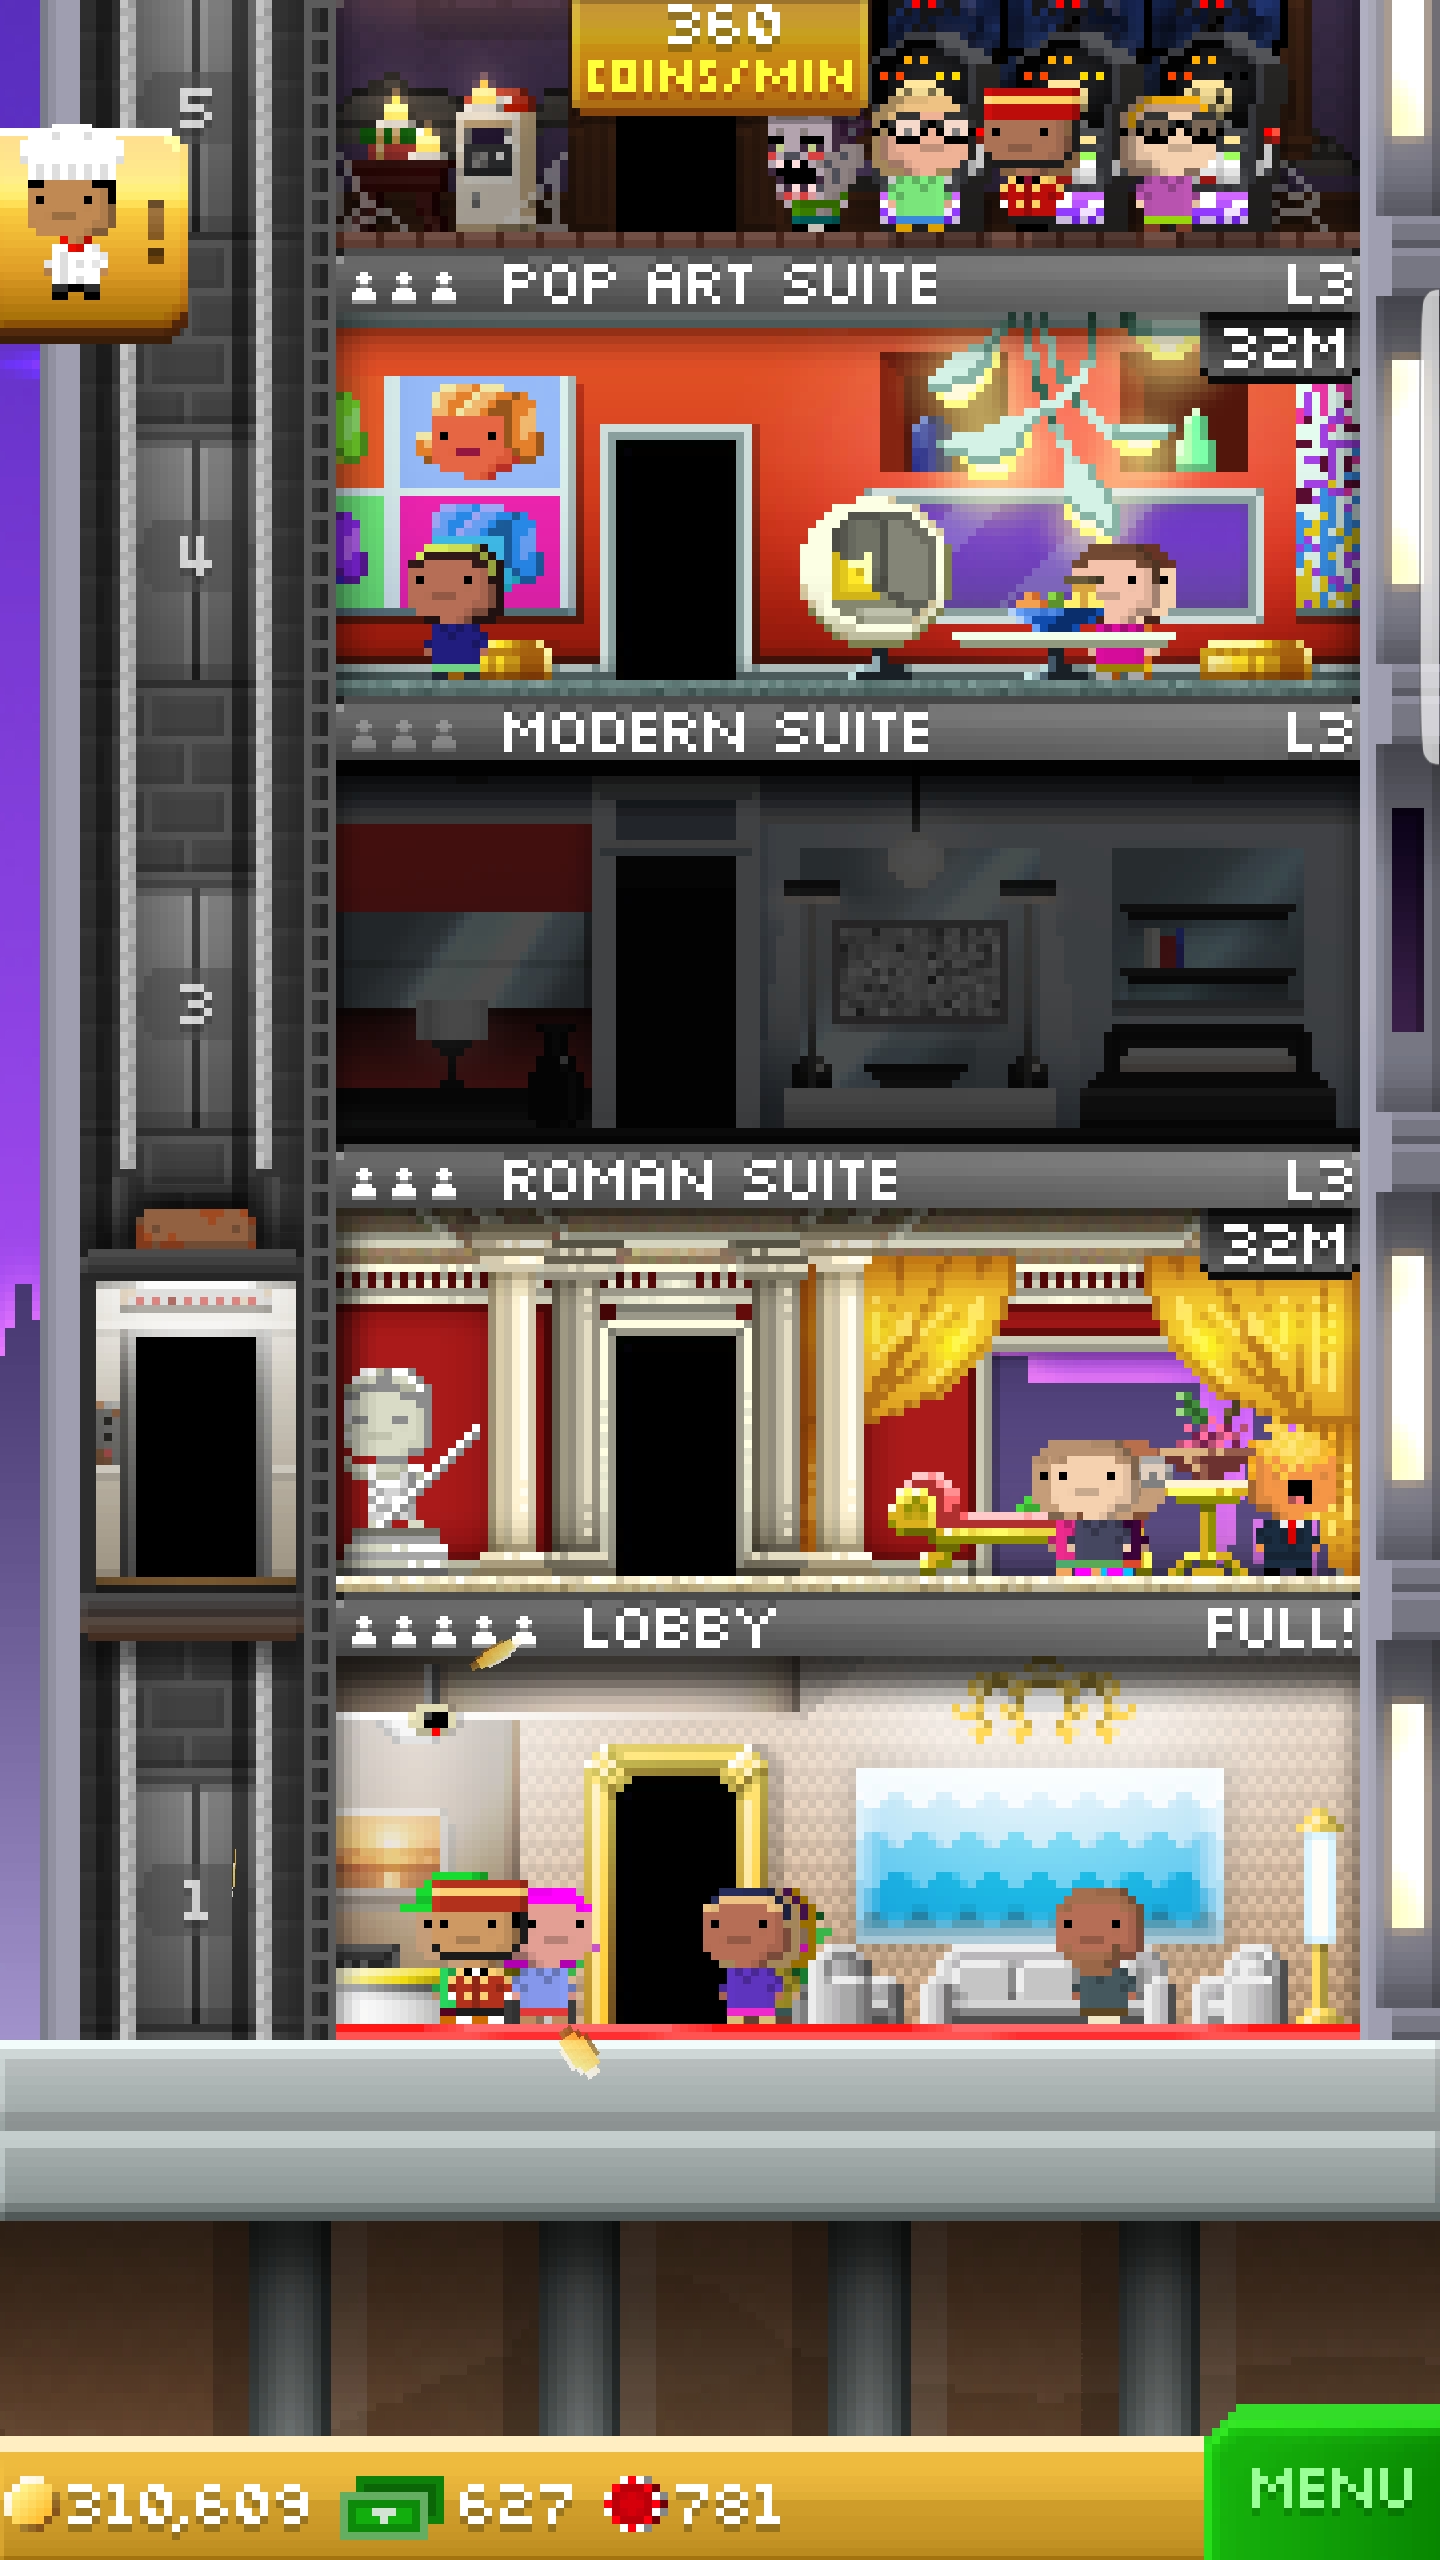 360
COINS/MIN
5
!
POP ART SUITE L3
32M
4
MODERN SUITE L3
3
ROMAN SUITE L3
32M
LOBBY FULL!
1
310,609 627 781
MENU